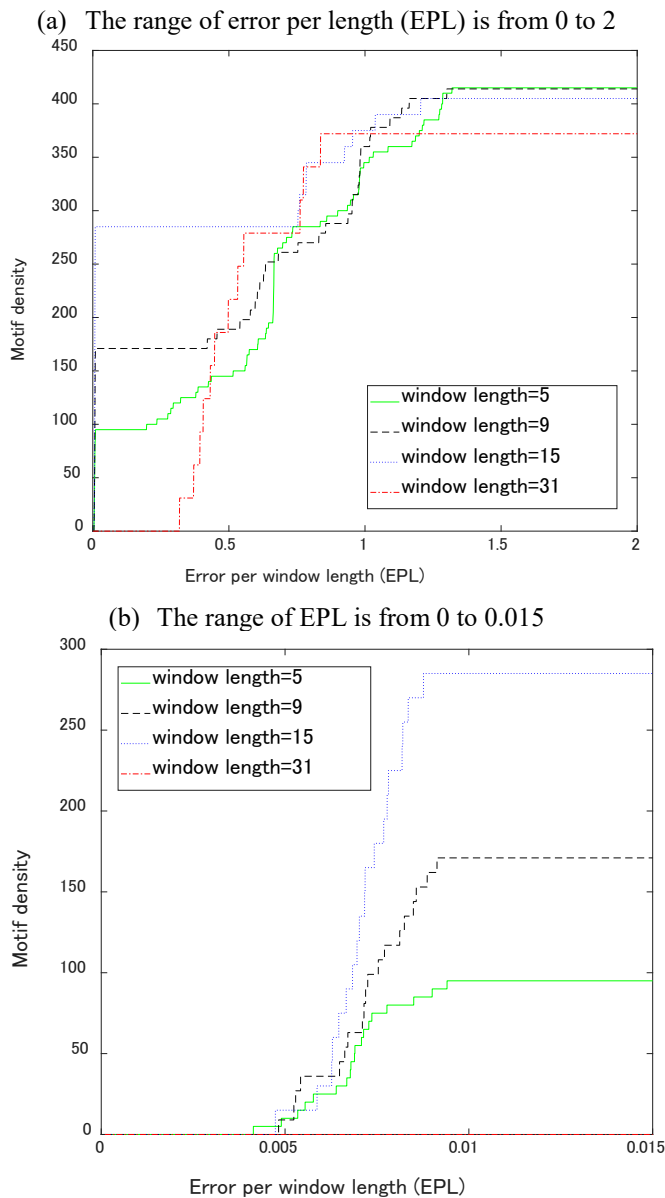 (a) The range of error per length (EPL) is from 0 to 2
450
400
350
300
250
200
150
100
50
0
Motif density
window length=5
window length=9
window length=15
window length=31
0 0.5 1 1.5 2
Error per window length (EPL)
(b) The range of EPL is from 0 to 0.015
300
250
200
150
100
50
0
Motif density
window length=5
window length=9
window length=15
window length=31
0 0.005 0.01 0.015
Error per window length (EPL)